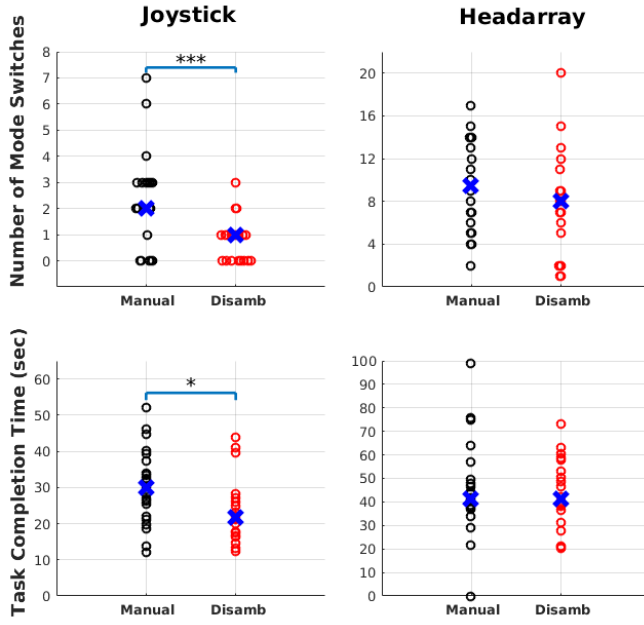 Joystick
Headarray
Number of Mode Switches
8
7
6
5
4
3
2
1
0
***
Manual
Disamb
20
16
12
8
4
0
Manual
Disamb
Task Completion Time (sec)
60
50
40
30
20
10
0
*
Manual
Disamb
100
90
80
70
60
50
40
30
20
10
0
Manual
Disamb